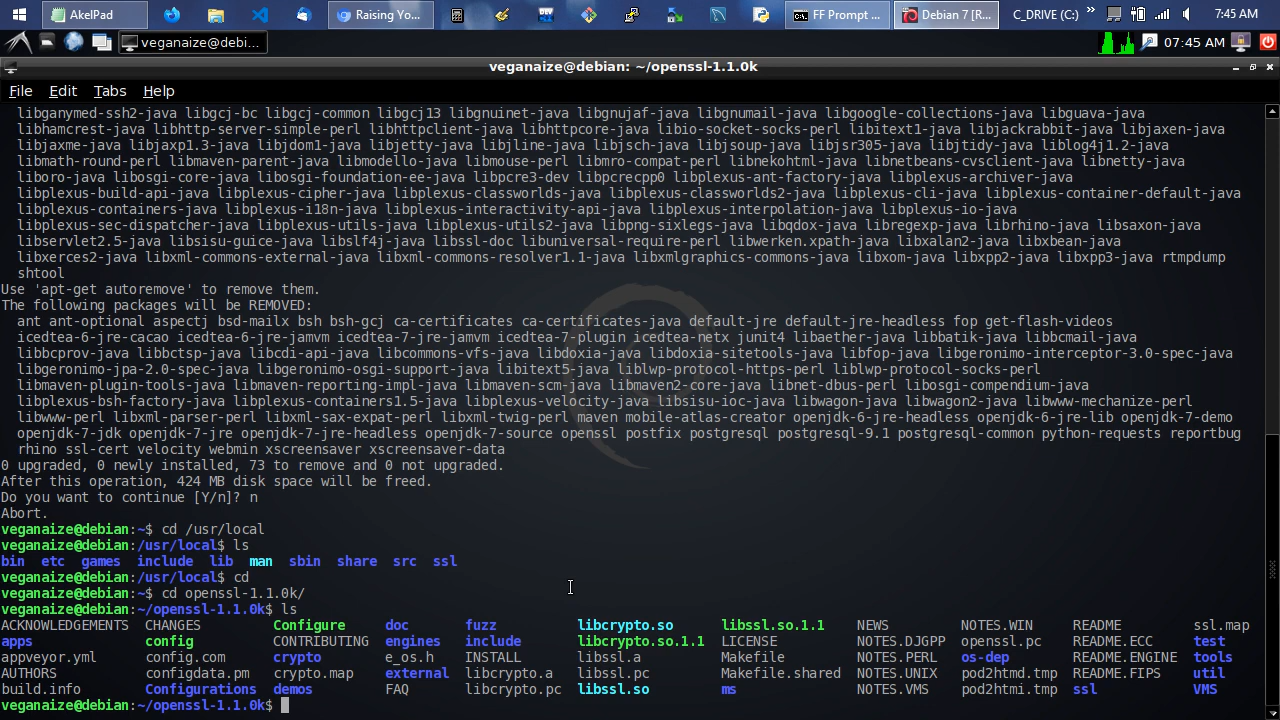 AkelPad
Raising Yo...
FF Prompt ...
Debian 7 [R...
C_DRIVE (C:)
7:45 AM
veganaize@debi...
07:45 AM
veganaize@debian: ~/openssl-1.1.0k
File Edit Tabs Help
libganymed-ssh2-java libgcj-bc libgcj-common libgcj13 libgnuinet-java libgnujaf-java libgnumail-java libgoogle-collections-java libguava-java
libhamcrest-java libhttp-server-simple-perl libhttpclient-java libhttpcore-java libio-socket-socks-perl libitext1-java libjackrabbit-java libjaxen-java
libjaxme-java libjaxp1.3-java libjdom1-java libjetty-java libjline-java libjsch-java libjsoup-java libjsr305-java libjtidy-java liblog4j1.2-java
libmath-round-perl libmaven-parent-java libmodello-java libmouse-perl libmro-compat-perl libnekohtml-java libnetbeans-cvsclient-java libnetty-java
liboro-java libosgi-core-java libosgi-foundation-ee-java libpcre3-dev libpcrecpp0 libplexus-ant-factory-java libplexus-archiver-java
libplexus-build-api-java libplexus-cipher-java libplexus-classworlds-java libplexus-classworlds2-java libplexus-cli-java libplexus-container-default-java
libplexus-containers-java libplexus-i18n-java libplexus-interactivity-api-java libplexus-interpolation-java libplexus-io-java
libplexus-sec-dispatcher-java libplexus-utils-java libplexus-utils2-java libpng-sixlegs-java libqdox-java libregexp-java librhino-java libsaxon-java
libservlet2.5-java libsisu-guice-java libslf4j-java libssl-doc libuniversal-require-perl libwerken.xpath-java libxalan2-java libxbean-java
libxerces2-java libxml-commons-external-java libxml-commons-resolver1.1-java libxmlgraphics-commons-java libxom-java libxpp2-java libxpp3-java rtmpdump
shtool
Use 'apt-get autoremove' to remove them.
The following packages will be REMOVED:
ant ant-optional aspectj bsd-mailx bsh bsh-gcj ca-certificates ca-certificates-java default-jre default-jre-headless fop get-flash-videos
icedtea-6-jre-cacao icedtea-6-jre-jamvm icedtea-7-jre-jamvm icedtea-7-plugin icedtea-netx junit4 libaether-java libbatik-java libbcmail-java
libbcprov-java libbctsp-java libcdi-api-java libcommons-vfs-java libdoxia-java libdoxia-sitetools-java libfop-java libgeronimo-interceptor-3.0-spec-java
libgeronimo-jpa-2.0-spec-java libgeronimo-osgi-support-java libitext5-java liblwp-protocol-https-perl liblwp-protocol-socks-perl
libmaven-plugin-tools-java libmaven-reporting-impl-java libmaven-scm-java libmaven2-core-java libnet-dbus-perl libosgi-compendium-java
libplexus-bsh-factory-java libplexus-containers1.5-java libplexus-velocity-java libsisu-ioc-java libwagon-java libwagon2-java libwww-mechanize-perl
libwww-perl libxml-parser-perl libxml-sax-expat-perl libxml-twig-perl maven mobile-atlas-creator openjdk-6-jre-headless openjdk-6-jre-lib openjdk-7-demo
openjdk-7-jdk openjdk-7-jre openjdk-7-jre-headless openjdk-7-source openssl postfix postgresql postgresql-9.1 postgresql-common python-requests reportbug
rhino ssl-cert velocity webmin xscreensaver xscreensaver-data
0 upgraded, 0 newly installed, 73 to remove and 0 not upgraded.
After this operation, 424 MB disk space will be freed.
Do you want to continue [Y/n]? n
Abort.
veganaize@debian:~$ cd /usr/local
veganaize@debian:/usr/local$ ls
bin etc games include lib man sbin share src ssl
veganaize@debian:/usr/local$ cd
veganaize@debian:~$ cd openssl-1.1.0k/
veganaize@debian:~/openssl-1.1.0k$ ls
ACKNOWLEDGEMENTS CHANGES Configure doc fuzz libcrypto.so libssl.so.1.1 NEWS NOTES.WIN README ssl.map
apps config CONTRIBUTING engines include libcrypto.so.1.1 LICENSE NOTES.DJGPP openssl.pc README.ECC test
appveyor.yml config.com crypto e_os.h INSTALL libssl.a Makefile NOTES.PERL os-dep README.ENGINE tools
AUTHORS configdata.pm crypto.map external libcrypto.a libssl.pc Makefile.shared NOTES.UNIX pod2htmd.tmp README.FIPS util
build.info Configurations demos FAQ libcrypto.pc libssl.so ms NOTES.VMS pod2htmi.tmp ssl VMS
veganaize@debian:~/openssl-1.1.0k$